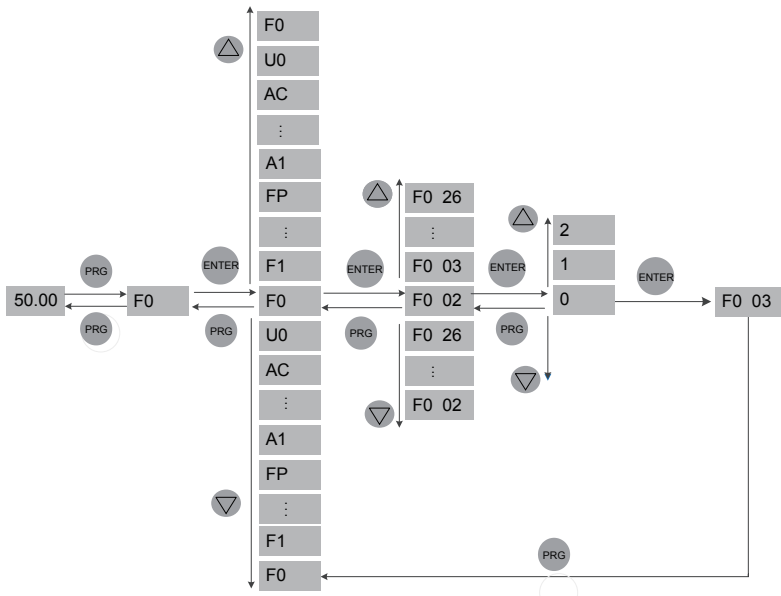 F0
U0
AC
⋮
A1
FP
⋮
F1
F0
U0
AC
⋮
A1
FP
⋮
F1
F0
50.00
PRG
PRG
F0
ENTER
PRG
ENTER
PRG
F0 26
⋮
F0 03
F0 02
F0 26
⋮
F0 02
ENTER
PRG
2
1
0
ENTER
F0 03
PRG